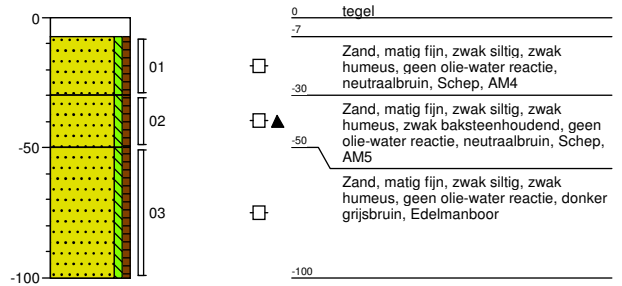 0
-50
-100
01
02
03
0 tegel
-7
Zand, matig fijn, zwak siltig, zwak
humeus, geen olie-water reactie,
neutraalbruin, Schep, AM4
-30
Zand, matig fijn, zwak siltig, zwak
humeus, zwak baksteenhoudend, geen
olie-water reactie, neutraalbruin, Schep,
AM5
-50
Zand, matig fijn, zwak siltig, zwak
humeus, geen olie-water reactie, donker
grijsbruin, Edelmanboor
-100